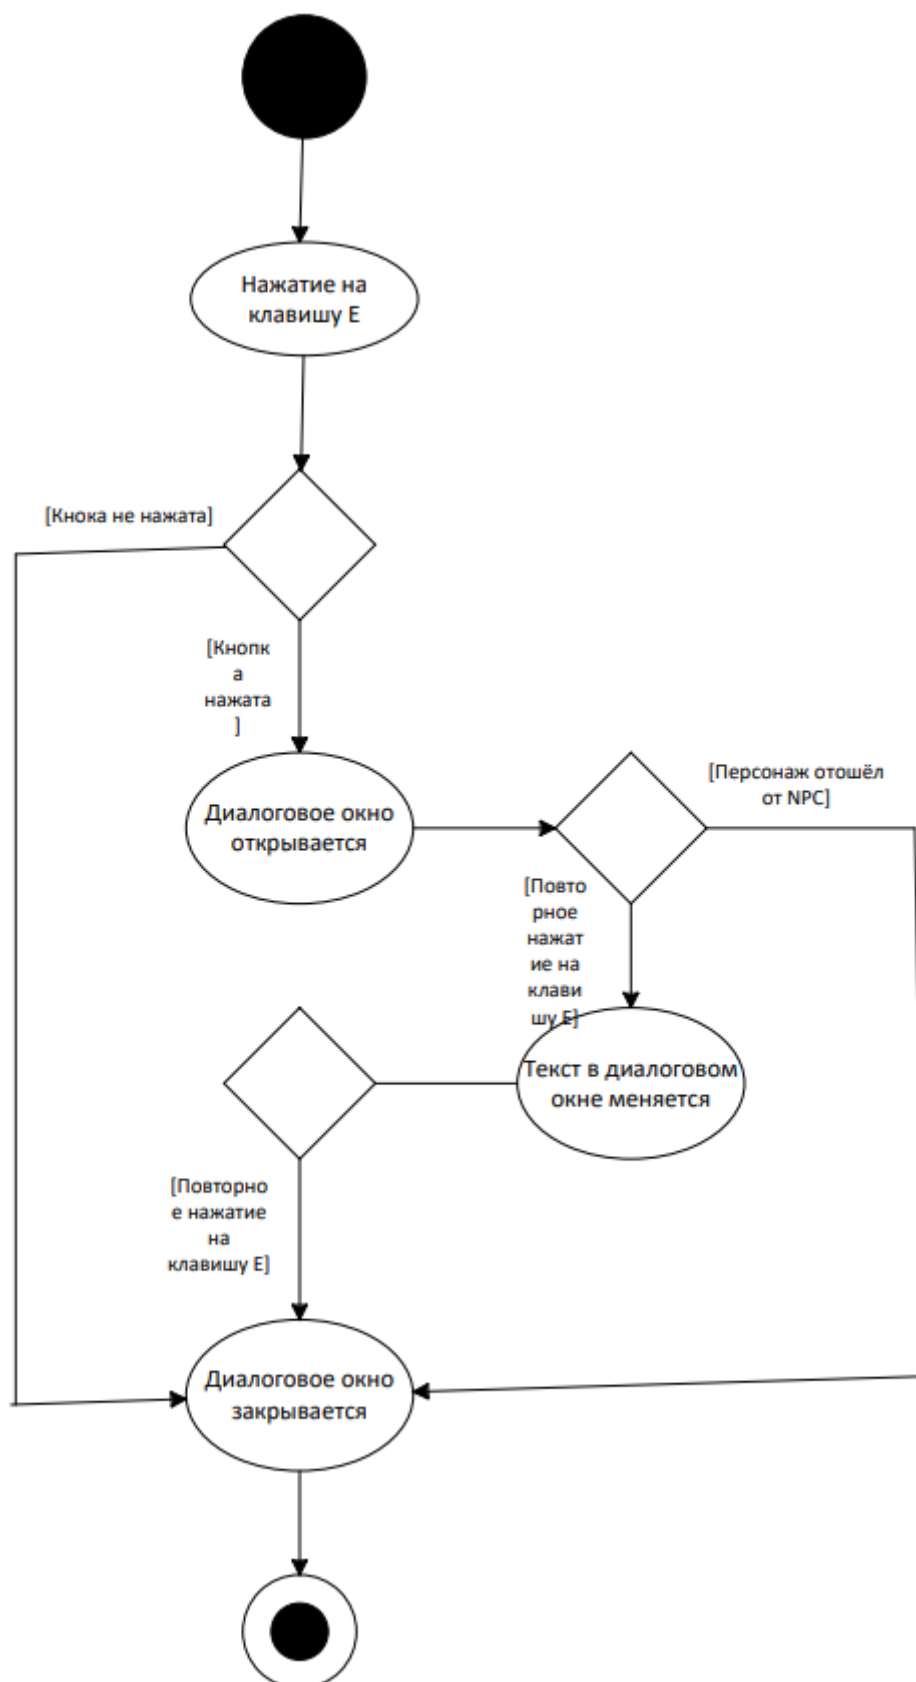 Нажатие на
клавишу E
[Кнока не нажата]
[Кнопк
а
нажата
]
Диалоговое окно
открывается
[Персонаж отошёл
от NPC]
[Повто
рное
нажат
ие на
клави
шу E]
Текст в диалоговом
окне меняется
[Повторно
е нажатие
на
клавишу E]
Диалоговое окно
закрывается